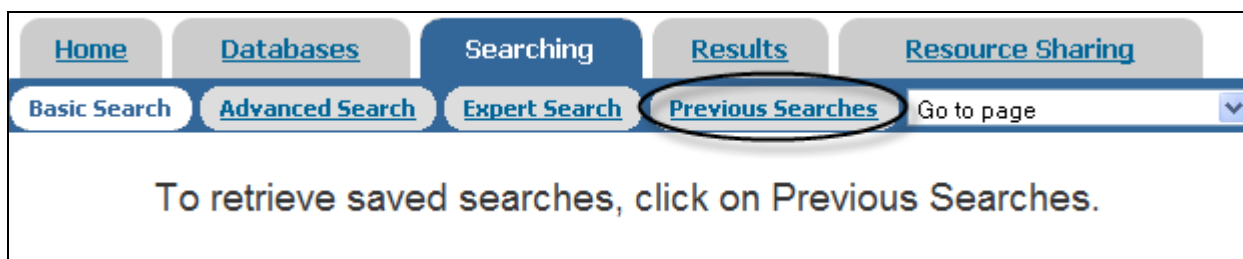 Home Databases Searching Results Resource Sharing
Basic Search Advanced Search Expert Search Previous Searches Go to page
To retrieve saved searches, click on Previous Searches.